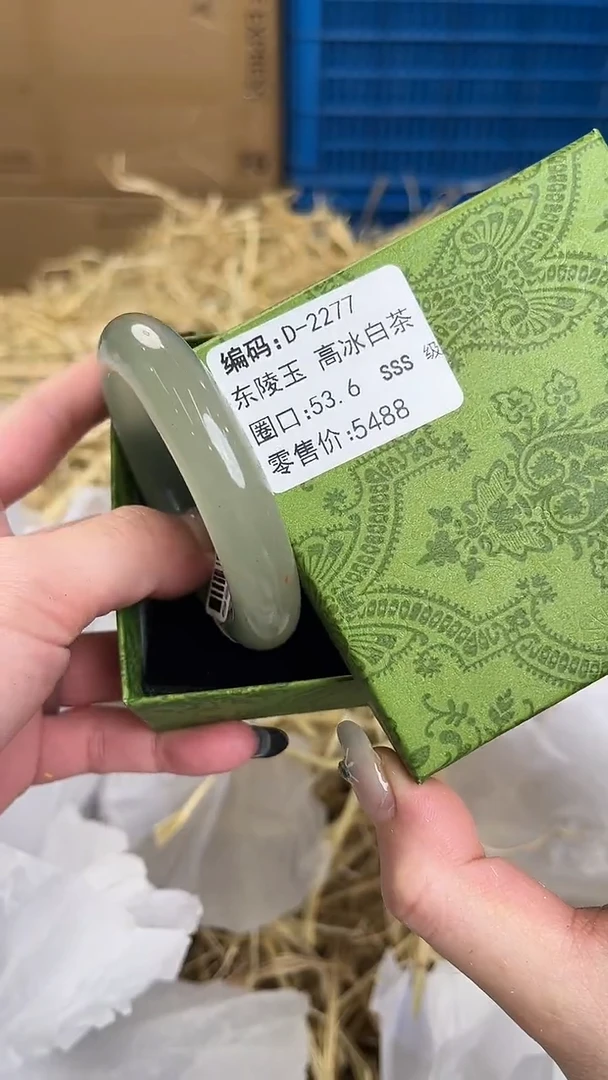 编码:D-2277
东陵玉 高冰白茶
圈口:53.6 SSS 级
零售价:5488